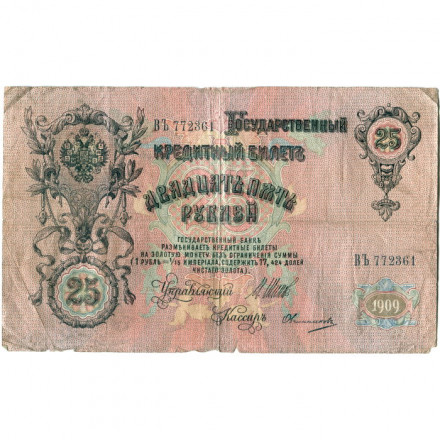 ВЪ 772361 ГОСУДАРСТВЕННЫЙ
25
КРЕДИТНЫЙ БИЛЕТЪ
ДВАДЦАТЬ ПЯТЬ
РУБЛЕЙ
ГОСУДАРСТВЕННЫЙ БАНКЪ
РАЗМѢНИВАЕТЪ КРЕДИТНЫЕ БИЛЕТЫ
НА ЗОЛОТУЮ МОНЕТУ БЕЗЪ ОГРАНИЧЕНІЯ СУММЫ
(1 РУБЛЬ = 1/15 ИМПЕРІАЛА, СОДЕРЖИТЪ 17,424 ДОЛЕЙ
ЧИСТАГО ЗОЛОТА).
ВЪ 772361
25
Управляющій
1909
Кассиръ